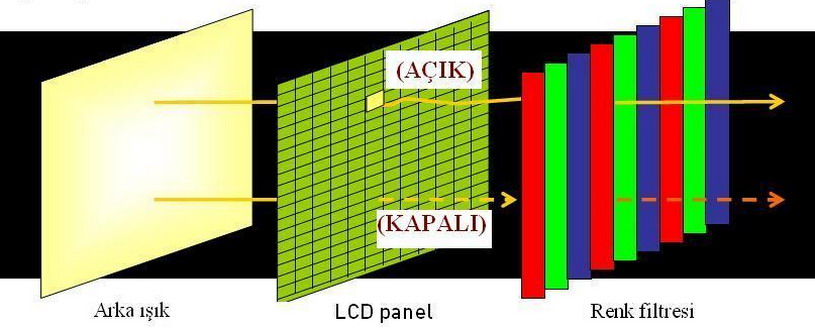 (AÇIK)
(KAPALI)
Arka ışık
LCD panel
Renk filtresi